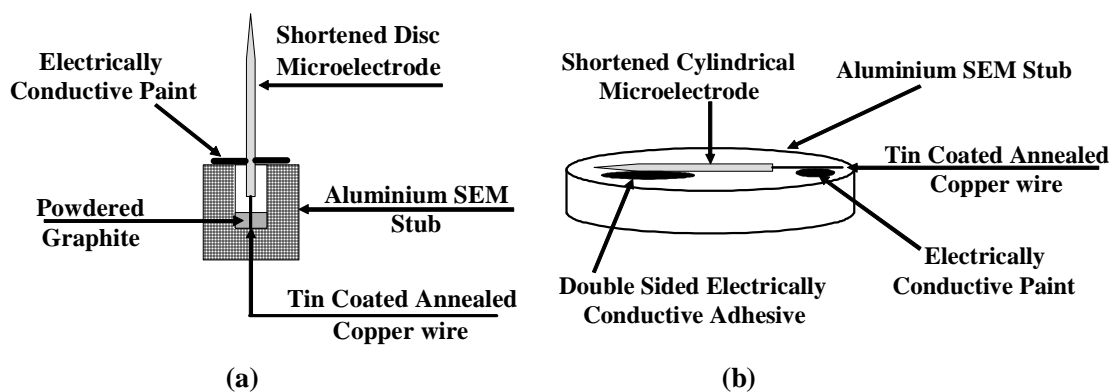 Shortened Disc
Microelectrode
Electrically
Conductive Paint
Powdered
Graphite
Aluminium SEM
Stub
Tin Coated Annealed
Copper wire
(a)
Shortened Cylindrical
Microelectrode
Aluminium SEM Stub
Tin Coated Annealed
Copper wire
Double Sided Electrically
Conductive Adhesive
Electrically
Conductive Paint
(b)